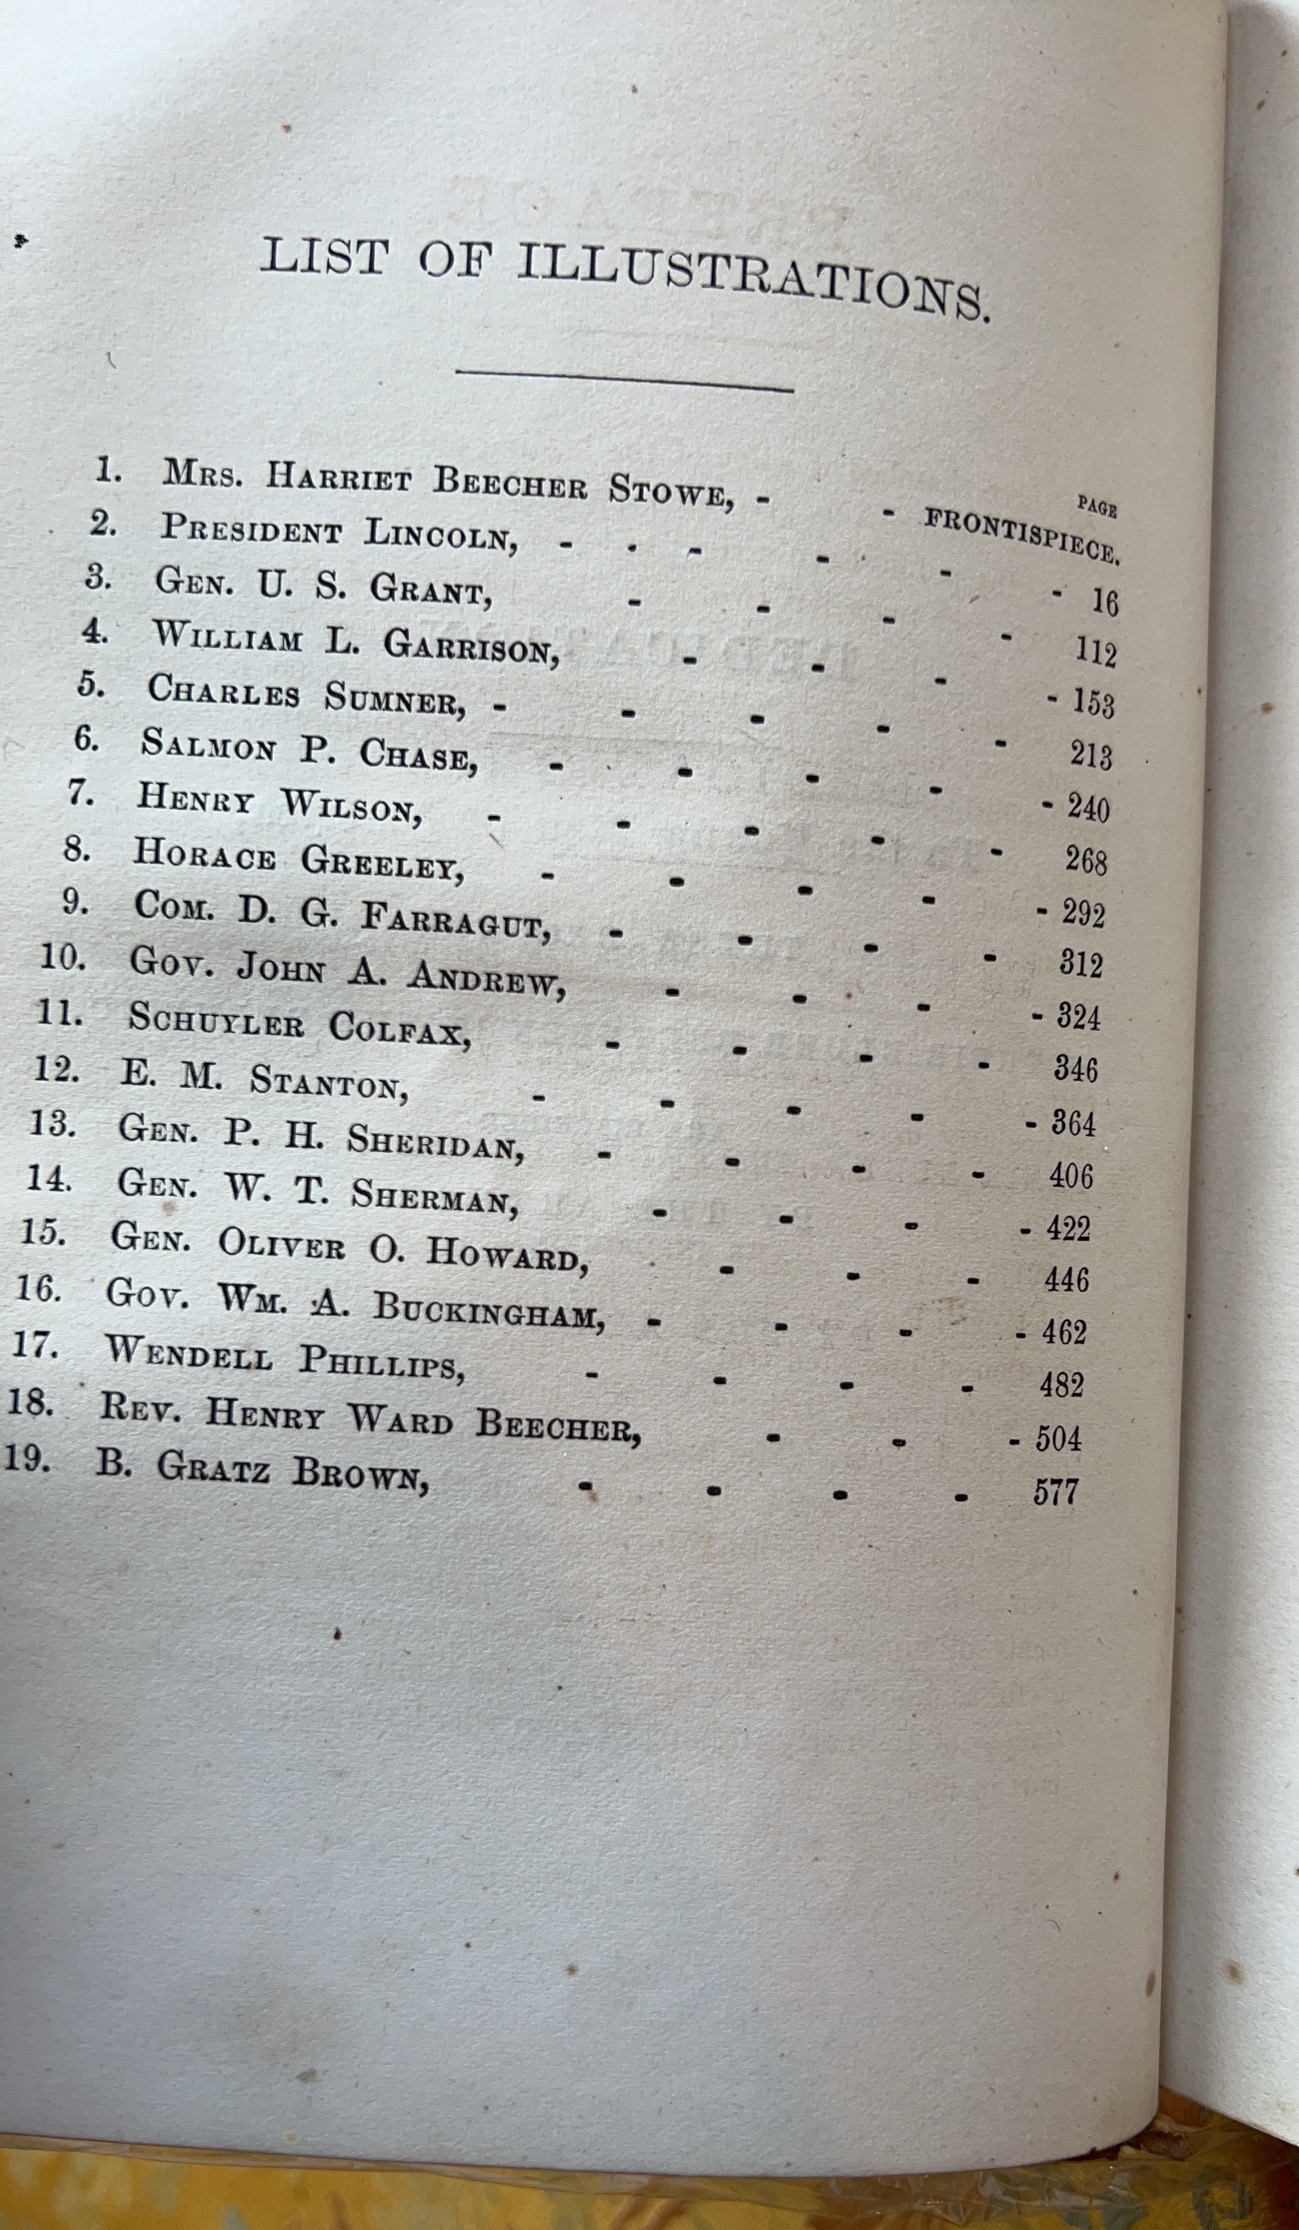 LIST OF ILLUSTRATIONS.
PAGE
1. MRS. HARRIET BEECHER STOWE, - - FRONTISPIECE.
2. PRESIDENT LINCOLN, - - - - - - 16
3. GEN. U. S. GRANT, - - - - 112
4. WILLIAM L. GARRISON, - - - - 153
5. CHARLES SUMNER, - - - - - 213
6. SALMON P. CHASE, - - - - - 240
7. HENRY WILSON, - - - - - 268
8. HORACE GREELEY, - - - - - 292
9. COM. D. G. FARRAGUT, - - - - 312
10. GOV. JOHN A. ANDREW, - - - - 324
11. SCHUYLER COLFAX, - - - - 346
12. E. M. STANTON, - - - - - 364
13. GEN. P. H. SHERIDAN, - - - - 406
14. GEN. W. T. SHERMAN, - - - - 422
15. GEN. OLIVER O. HOWARD, - - - 446
16. GOV. WM. A. BUCKINGHAM, - - - - 462
17. WENDELL PHILLIPS, - - - - 482
18. REV. HENRY WARD BEECHER, - - - 504
19. B. GRATZ BROWN, - - - - 577